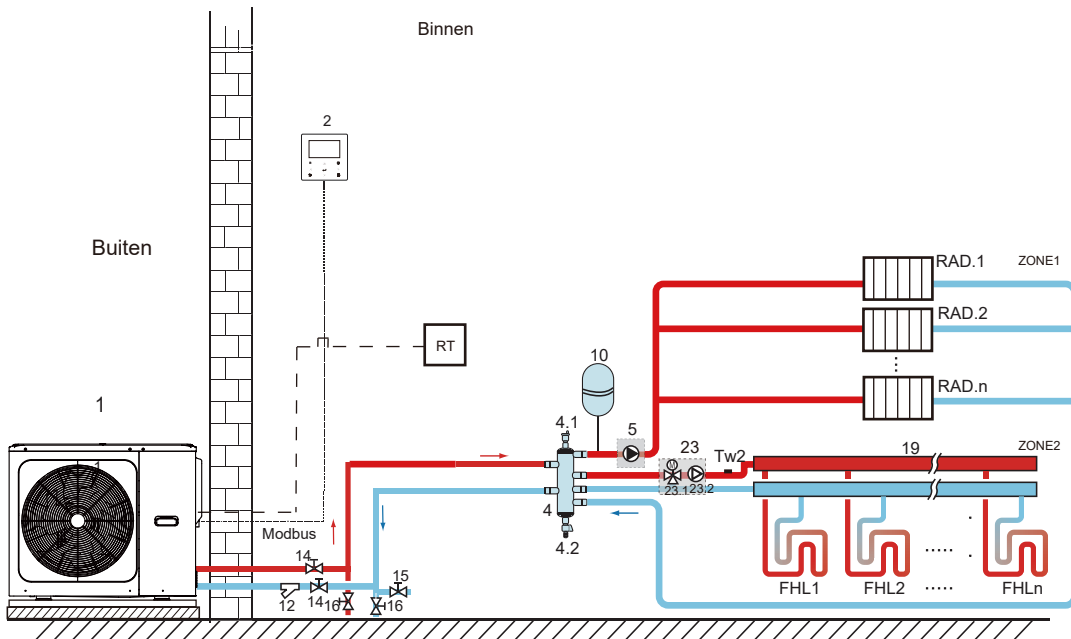 Binnen
2
Buiten
RAD.1
ZONE1
RAD.2
RT
10
RAD.n
1
4.1
5
23
Tw2
19
ZONE2
1
M
23.1
23.2
4
Modbus
4.2
14
15
12
14
16
16
FHL1
FHL2
FHLn